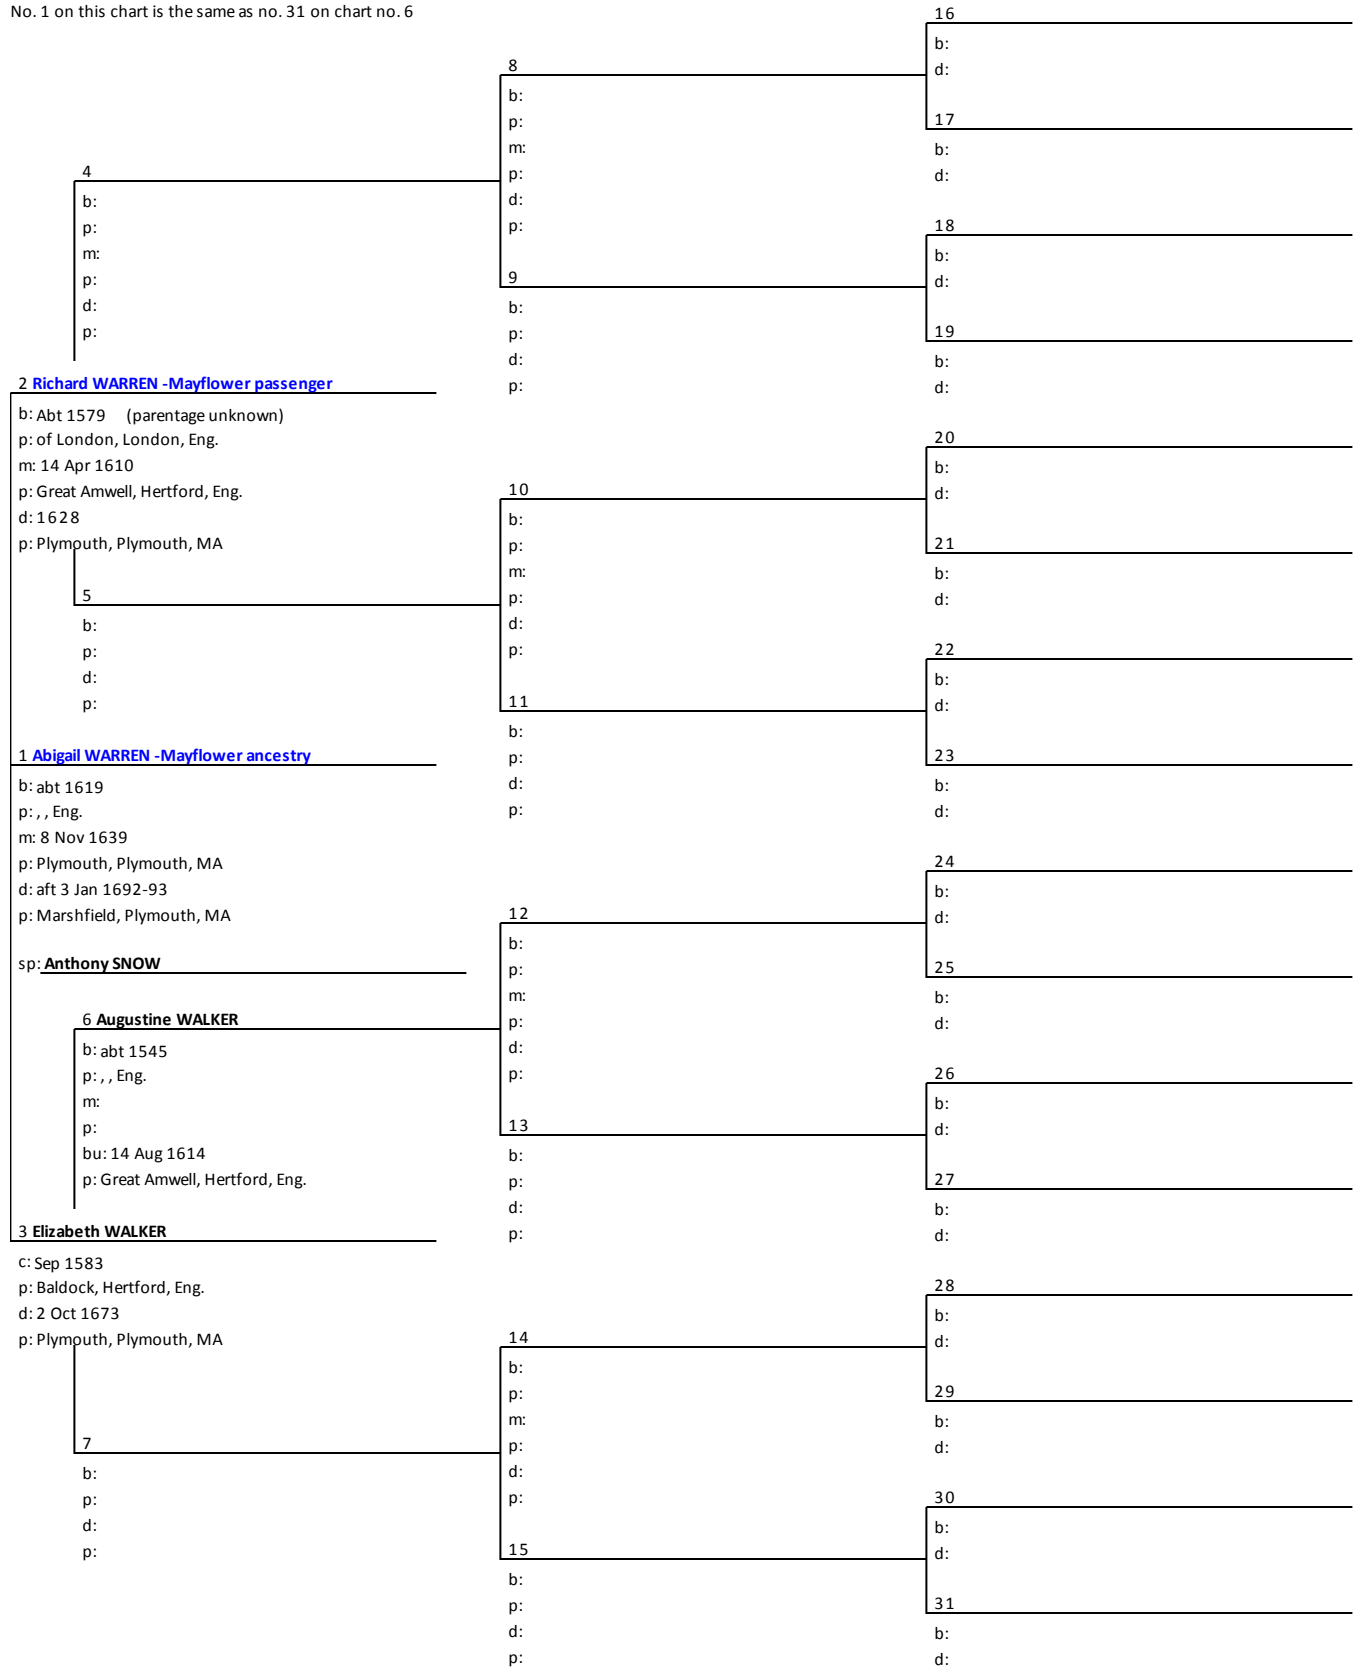 No. 1 on this chart is the same as no. 31 on chart no. 6
4
b:
p:
m:
p:
d:
p:
2 Richard WARREN -Mayflower passenger
b: Abt 1579 (parentage unknown)
p: of London, London, Eng.
m: 14 Apr 1610
p: Great Amwell, Hertford, Eng.
d: 1628
p: Plymouth, Plymouth, MA
5
b:
p:
d:
p:
1 Abigail WARREN -Mayflower ancestry
b: abt 1619
p: , , Eng.
m: 8 Nov 1639
p: Plymouth, Plymouth, MA
d: aft 3 Jan 1692-93
p: Marshfield, Plymouth, MA
sp: Anthony SNOW
6 Augustine WALKER
b: abt 1545
p: , , Eng.
m:
p:
bu: 14 Aug 1614
p: Great Amwell, Hertford, Eng.
3 Elizabeth WALKER
c: Sep 1583
p: Baldock, Hertford, Eng.
d: 2 Oct 1673
p: Plymouth, Plymouth, MA
7
b:
p:
d:
p:
8
b:
p:
m:
p:
d:
p:
9
b:
p:
d:
p:
10
b:
p:
m:
p:
d:
p:
11
b:
p:
d:
p:
12
b:
p:
m:
p:
d:
p:
13
b:
p:
d:
p:
14
b:
p:
m:
p:
d:
p:
15
b:
p:
d:
p:
16
b:
d:
17
b:
d:
18
b:
d:
19
b:
d:
20
b:
d:
21
b:
d:
22
b:
d:
23
b:
d:
24
b:
d:
25
b:
d:
26
b:
d:
27
b:
d:
28
b:
d:
29
b:
d:
30
b:
d:
31
b:
d: